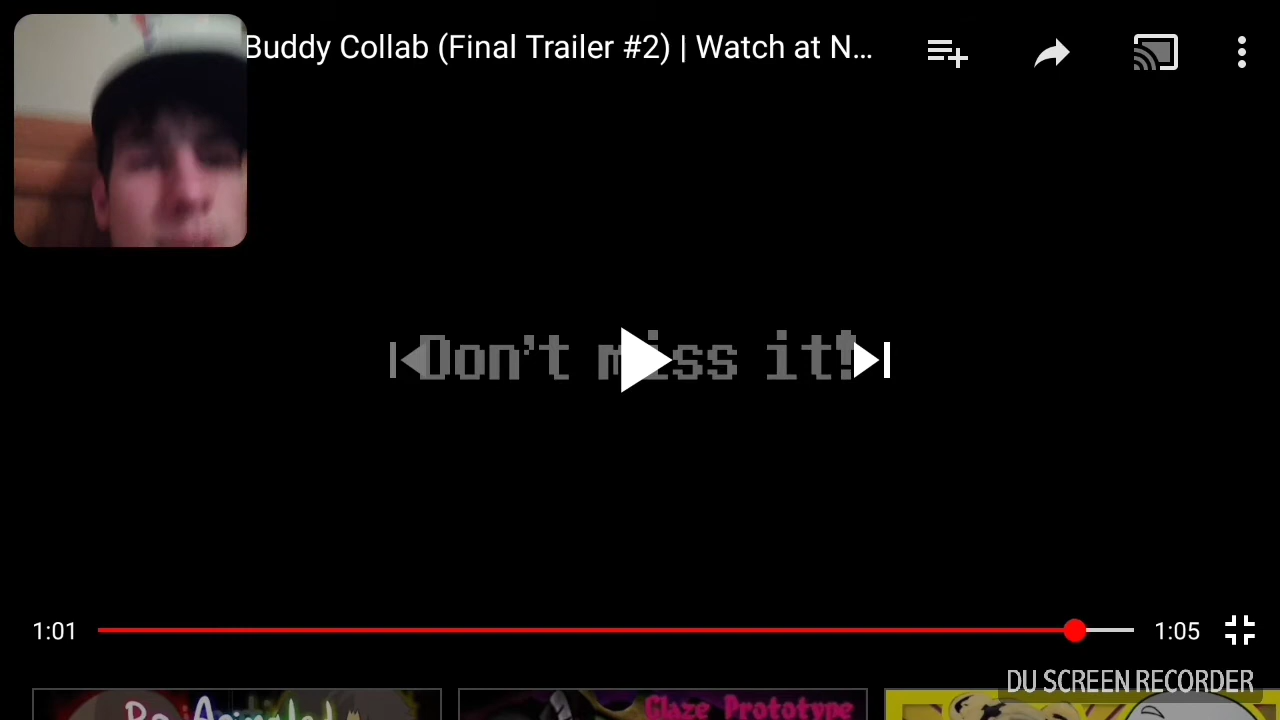 Buddy Collab (Final Trailer #2) | Watch at N...
Don't miss it!
1:01
1:05
DU SCREEN RECORDER
Glaze Prototype